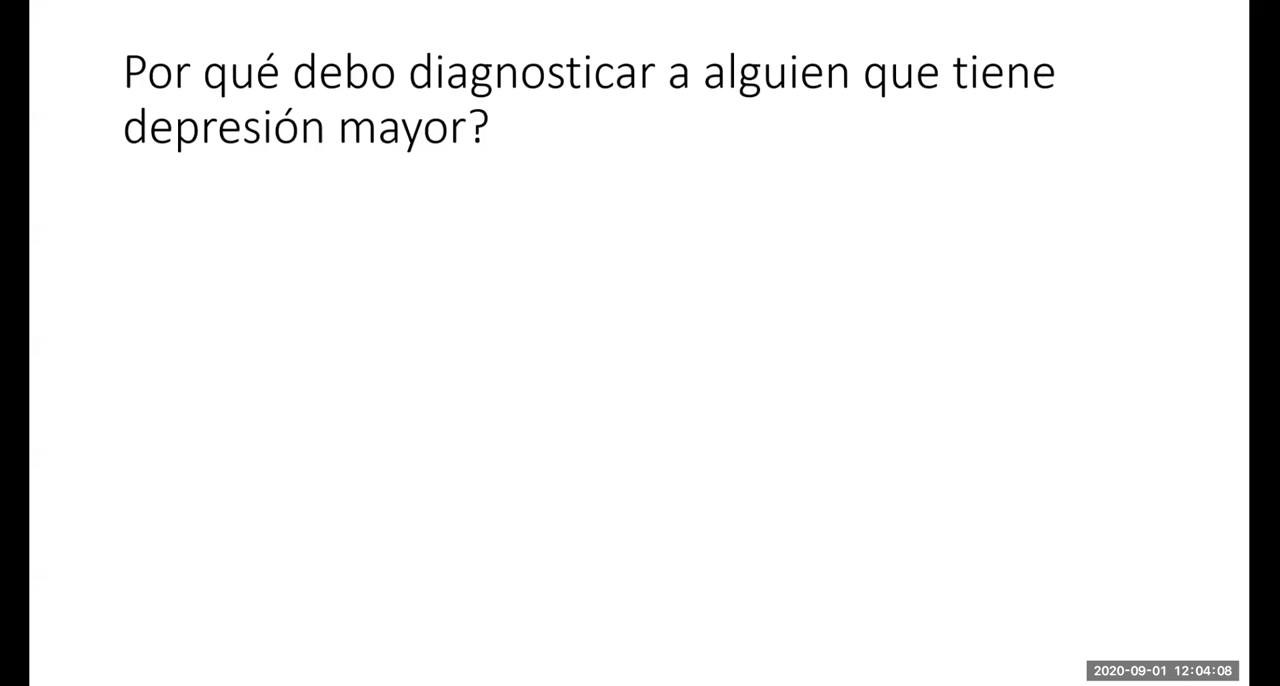 Por qué debo diagnosticar a alguien que tiene
depresión mayor?
2020-09-01 12:04:08